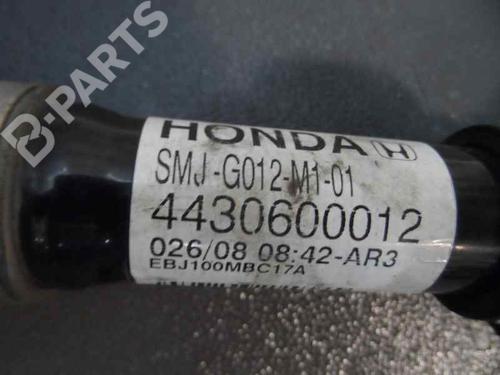 B-PARTS
HONDA H
SMJ-G012-M1-01
4430600012
026/08 08:42-AR3
EBJ100MBC17A